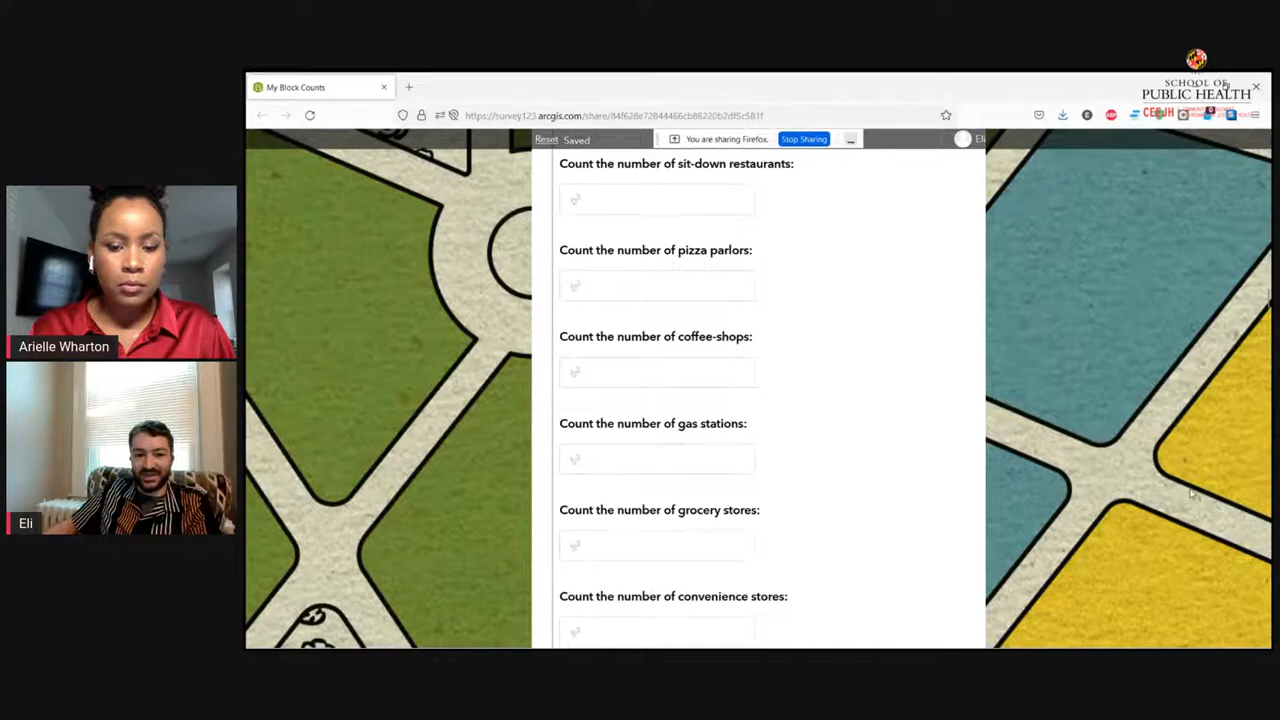 My Block Counts
SCHOOL OF
PUBLIC HEALTH
CEEJH
https://survey123.arcgis.com/share/84f628e72844466cb86220b2df5c581f
Reset Saved
You are sharing Firefox.
Stop Sharing
Eli
Count the number of sit-down restaurants:
Count the number of pizza parlors:
Count the number of coffee-shops:
Count the number of gas stations:
Count the number of grocery stores:
Count the number of convenience stores:
Arielle Wharton
Eli